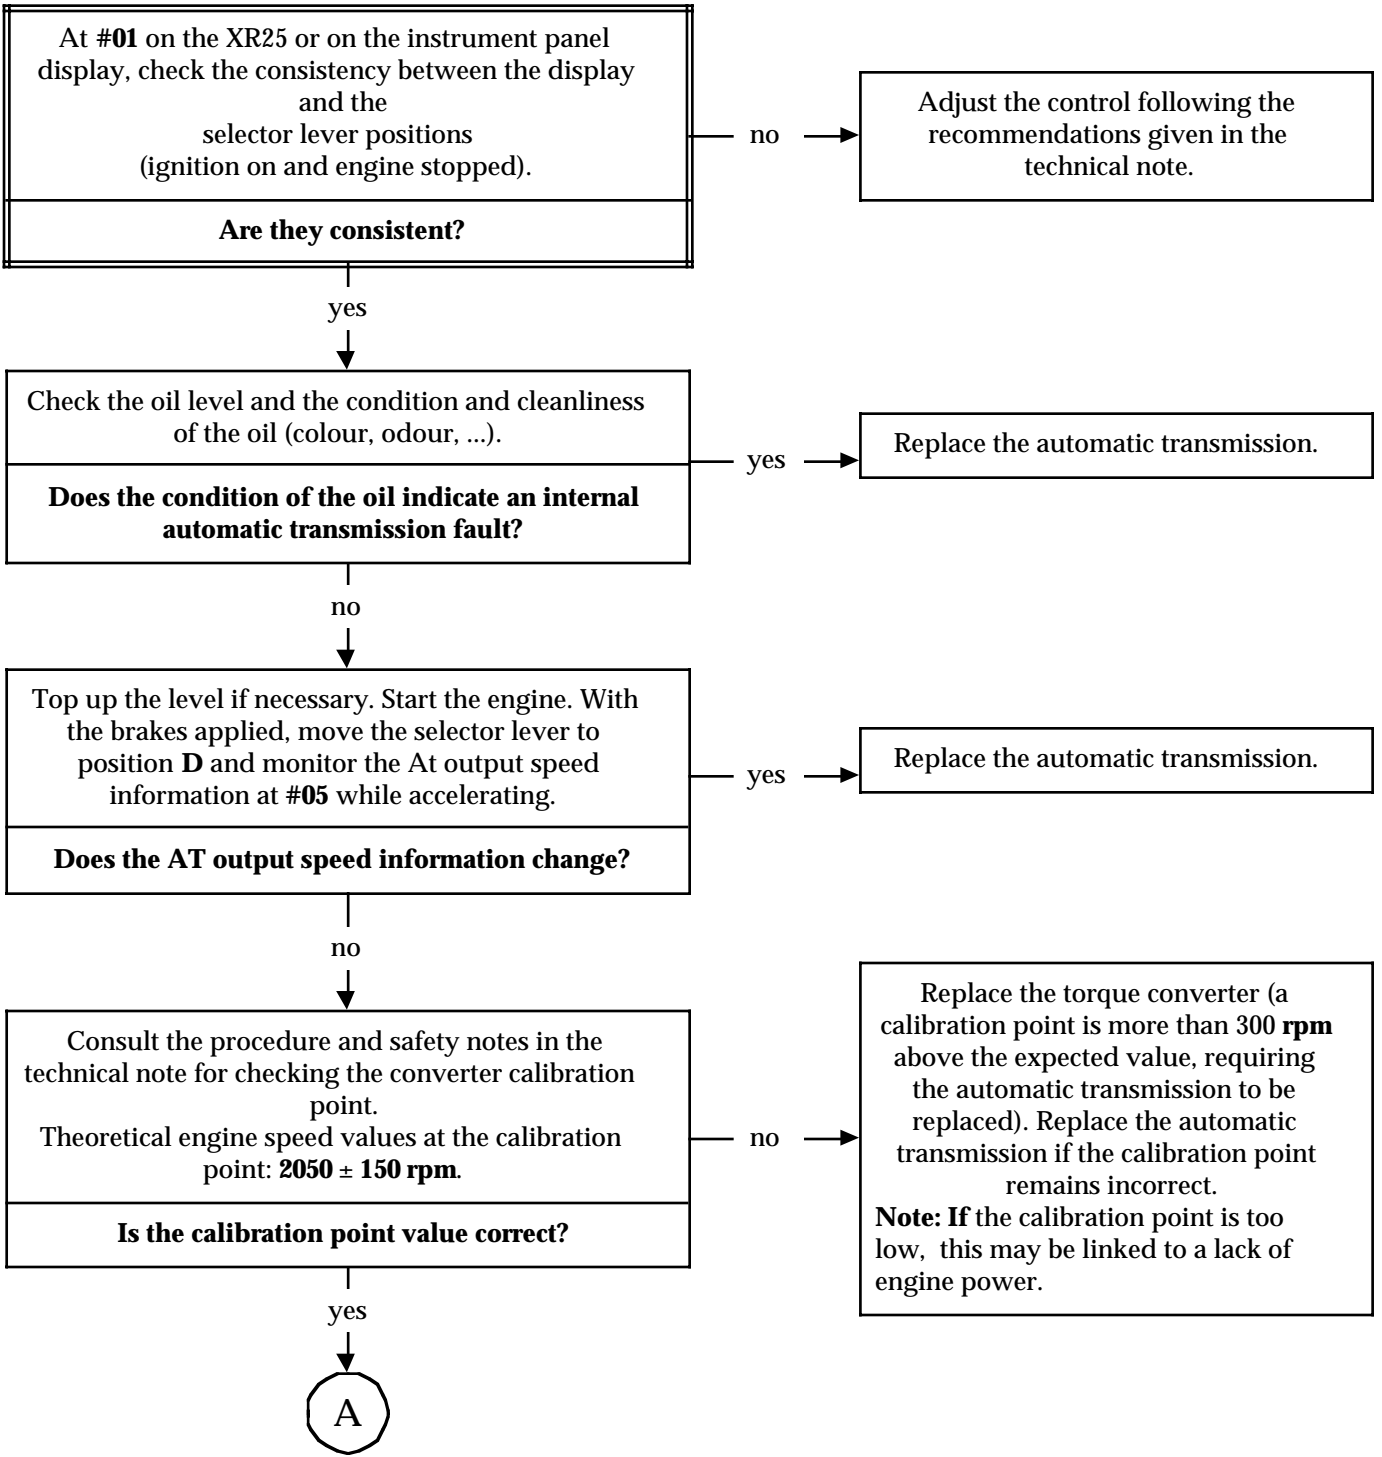 At #01 on the XR25 or on the instrument panel
display, check the consistency between the display
and the
selector lever positions
(ignition on and engine stopped).
Are they consistent?
no
Adjust the control following the
recommendations given in the
technical note.
yes
Check the oil level and the condition and cleanliness
of the oil (colour, odour, ...).
Does the condition of the oil indicate an internal
automatic transmission fault?
yes
Replace the automatic transmission.
no
Top up the level if necessary. Start the engine. With
the brakes applied, move the selector lever to
position D and monitor the At output speed
information at #05 while accelerating.
Does the AT output speed information change?
yes
Replace the automatic transmission.
no
Consult the procedure and safety notes in the
technical note for checking the converter calibration
point.
Theoretical engine speed values at the calibration
point: 2050 ± 150 rpm.
Is the calibration point value correct?
no
Replace the torque converter (a
calibration point is more than 300 rpm
above the expected value, requiring
the automatic transmission to be
replaced). Replace the automatic
transmission if the calibration point
remains incorrect.
Note: If the calibration point is too
low,  this may be linked to a lack of
engine power.
yes
A